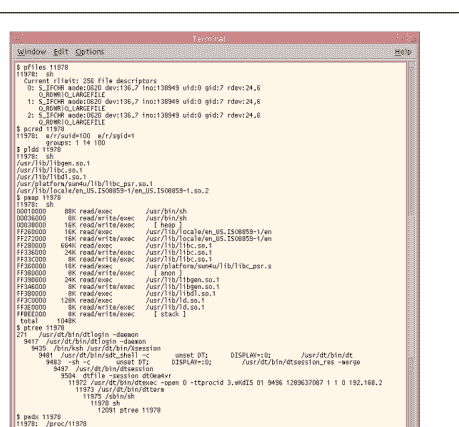 Terminal
Window Edit Options Help
$ pfiles 11978
11978: sh
Current rlimit: 256 file descriptors
0: S_IFCHR mode:0620 dev:136,7 ino:138949 uid:0 gid:7 rdev:24,6
O_RDWR|O_LARGEFILE
1: S_IFCHR mode:0620 dev:136,7 ino:138949 uid:0 gid:7 rdev:24,6
O_RDWR|O_LARGEFILE
2: S_IFCHR mode:0620 dev:136,7 ino:138949 uid:0 gid:7 rdev:24,6
O_RDWR|O_LARGEFILE
$ pcred 11978
11978: e/r/suid=100 e/r/sgid=1
groups: 1 14 100
$ pldd 11978
11978: sh
/usr/lib/libgen.so.1
/usr/lib/libc.so.1
/usr/lib/libdl.so.1
/usr/platform/sun4u/lib/libc_psr.so.1
/usr/lib/locale/en_US.ISO8859-1/en_US.ISO8859-1.so.2
$ pmap 11978
11978: sh
00010000 88K read/exec /usr/bin/sh
00036000 8K read/write/exec /usr/bin/sh
00038000 16K read/write/exec [ heap ]
FF260000 16K read/exec /usr/lib/locale/en_US.ISO8859-1/en
FF272000 16K read/write/exec /usr/lib/locale/en_US.ISO8859-1/en
FF280000 664K read/exec /usr/lib/libc.so.1
FF336000 24K read/write/exec /usr/lib/libc.so.1
FF33C000 8K read/write/exec /usr/lib/libc.so.1
FF360000 16K read/exec /usr/platform/sun4u/lib/libc_psr.s
FF380000 8K read/write/exec [ anon ]
FF390000 24K read/exec /usr/lib/libgen.so.1
FF3A6000 8K read/write/exec /usr/lib/libgen.so.1
FF3B0000 8K read/write/exec /usr/lib/libdl.so.1
FF3C0000 128K read/exec /usr/lib/ld.so.1
FF3E0000 8K read/write/exec /usr/lib/ld.so.1
FFBEE000 8K read/write/exec [ stack ]
total 1048K
$ ptree 11978
271 /usr/dt/bin/dtlogin -daemon
9417 /usr/dt/bin/dtlogin -daemon
9435 /bin/ksh /usr/dt/bin/Xsession
9481 /usr/dt/bin/sdt_shell -c unset DT; DISPLAY=:0; /usr/dt/bin/dt
9483 -sh -c unset DT; DISPLAY=:0; /usr/dt/bin/dtsession_res -merge
9497 /usr/dt/bin/dtsession
9504 dtfile -session dtOea4vr
11972 /usr/dt/bin/dtexec -open 0 -ttprocid 3.wKdI5 01 9496 1289637087 1 1 0 192.168.2
11973 /usr/dt/bin/dtterm
11975 /sbin/sh
11978 sh
12091 ptree 11978
$ pwdx 11978
11978: /proc/11978